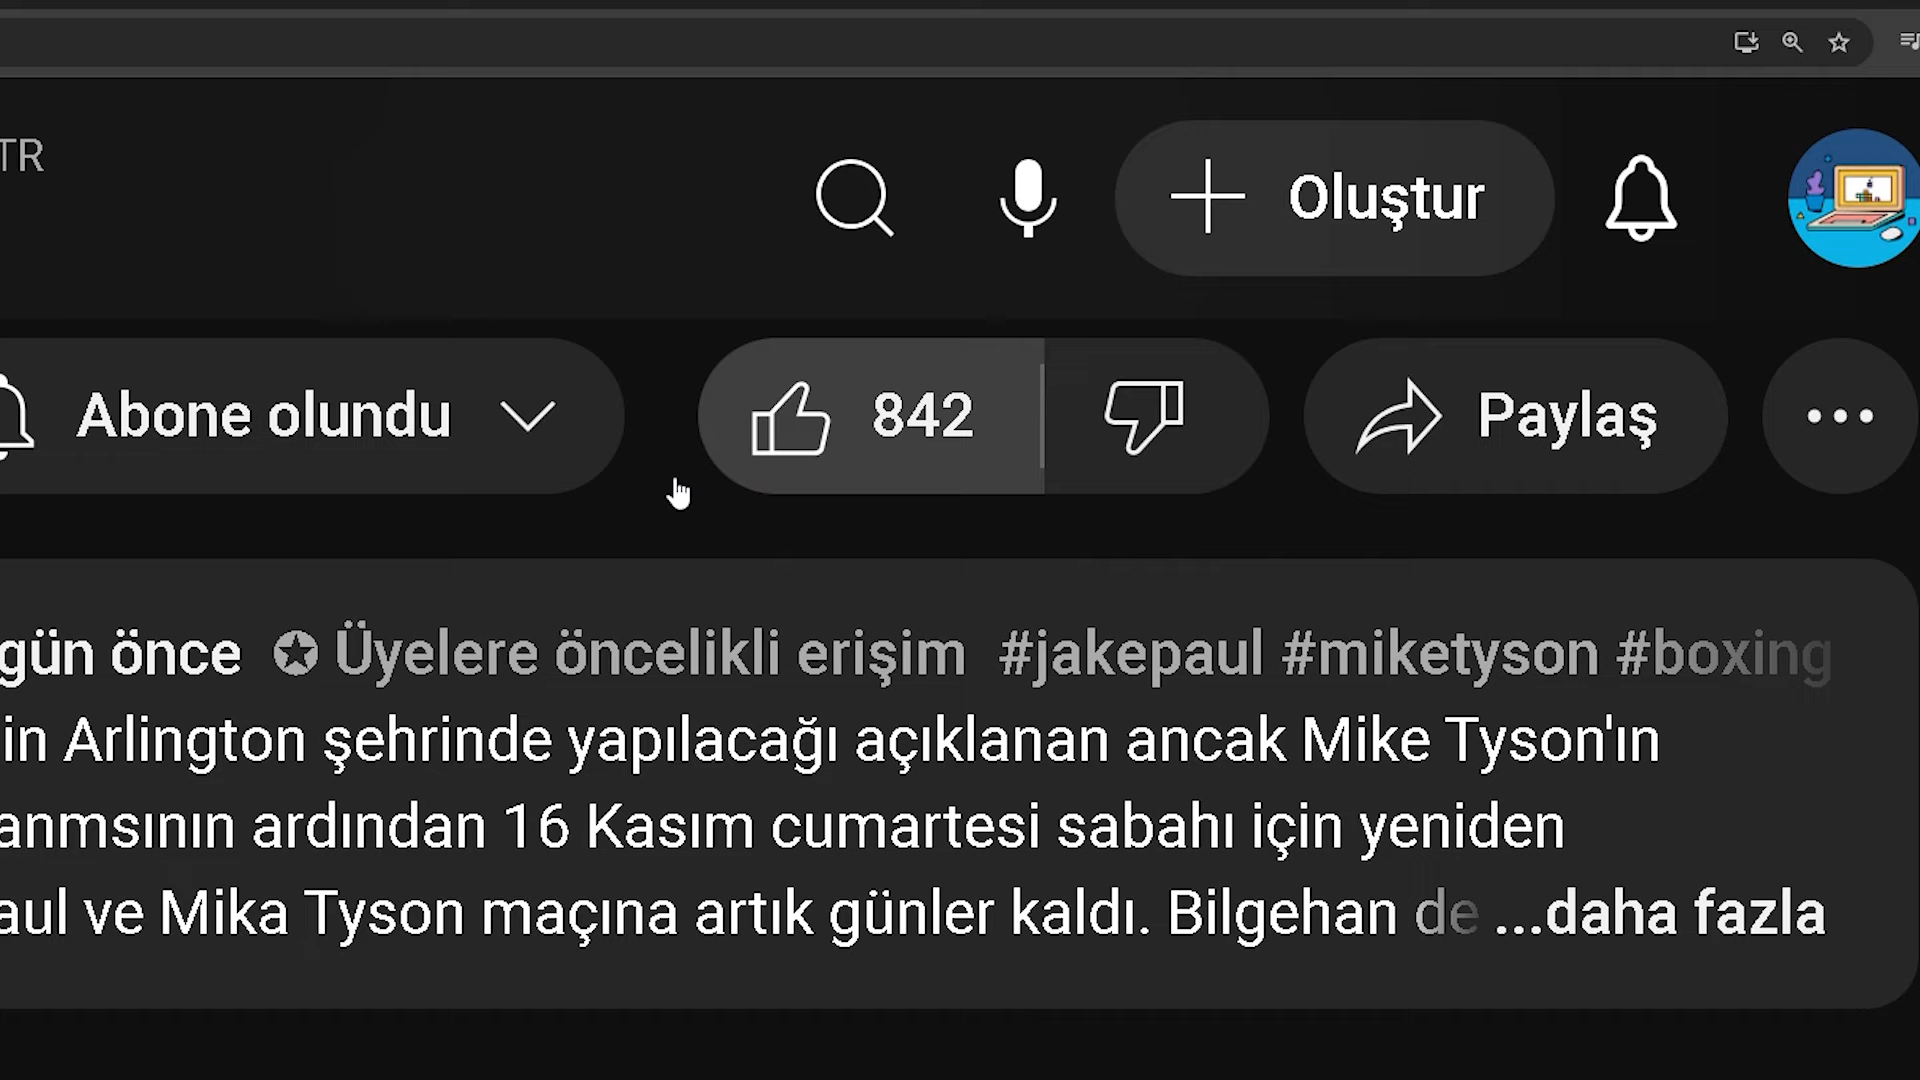 TR
Oluştur
Abone olundu
842
Paylaş
gün önce Üyelere öncelikli erişim #jakepaul #miketyson #boxing
in Arlington şehrinde yapılacağı açıklanan ancak Mike Tyson'ın
anmsının ardından 16 Kasım cumartesi sabahı için yeniden
aul ve Mika Tyson maçına artık günler kaldı. Bilgehan de ...daha fazla